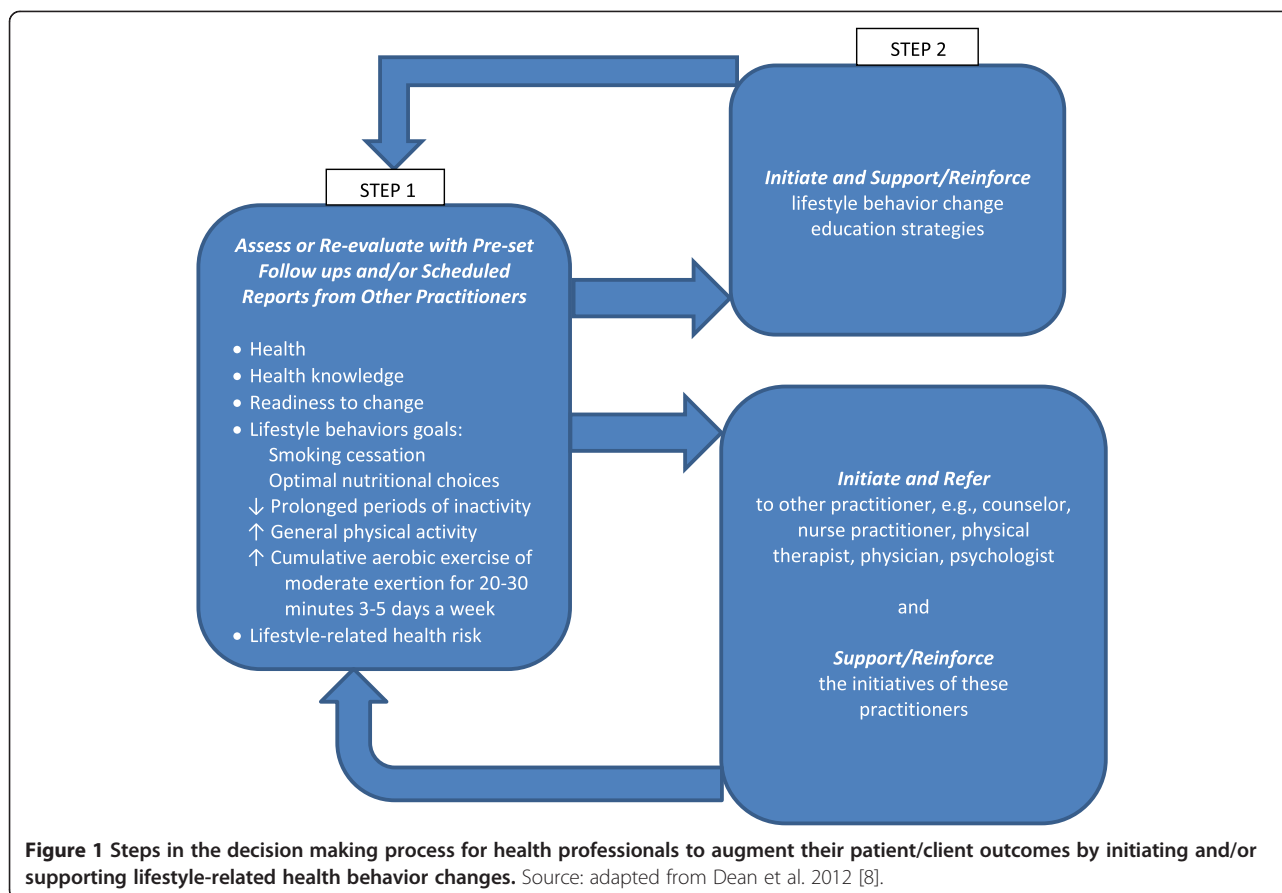 STEP 2
Initiate and Support/Reinforce
lifestyle behavior change
education strategies
STEP 1
Assess or Re-evaluate with Pre-set
Follow ups and/or Scheduled
Reports from Other Practitioners
• Health
• Health knowledge
• Readiness to change
• Lifestyle behaviors goals:
Smoking cessation
Optimal nutritional choices
↓ Prolonged periods of inactivity
↑ General physical activity
↑ Cumulative aerobic exercise of
moderate exertion for 20-30
minutes 3-5 days a week
• Lifestyle-related health risk
Initiate and Refer
to other practitioner, e.g., counselor,
nurse practitioner, physical
therapist, physician, psychologist
and
Support/Reinforce
the initiatives of these
practitioners
Figure 1 Steps in the decision making process for health professionals to augment their patient/client outcomes by initiating and/or
supporting lifestyle-related health behavior changes. Source: adapted from Dean et al. 2012 [8].